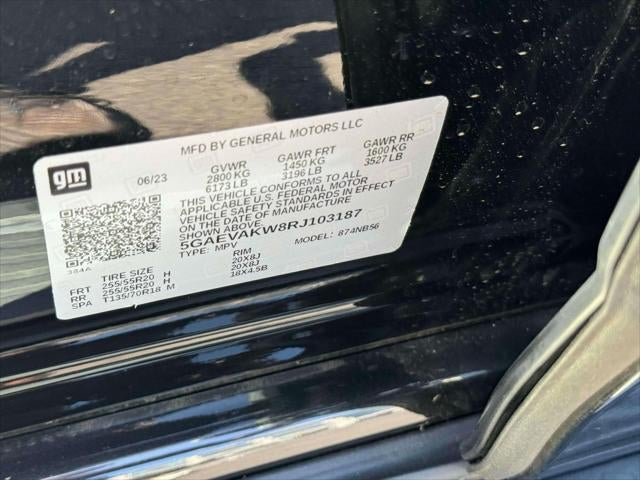 MFD BY GENERAL MOTORS LLC
gm
06/23
GVWR GAWR FRT GAWR RR
2800 KG 1450 KG 1600 KG
6173 LB 3196 LB 3527 LB
THIS VEHICLE CONFORMS TO ALL
APPLICABLE U.S. FEDERAL MOTOR
VEHICLE SAFETY STANDARDS IN EFFECT
ON THE DATE OF MANUFACTURE
SHOWN ABOVE.
5GAEVAKW8RJ103187
TYPE: MPV MODEL: 874NB56
384A
TIRE SIZE RIM
FRT 255/55R20 H 20X8J
RR 255/55R20 H 20X8J
SPA T135/70R18 M 18X4.5B